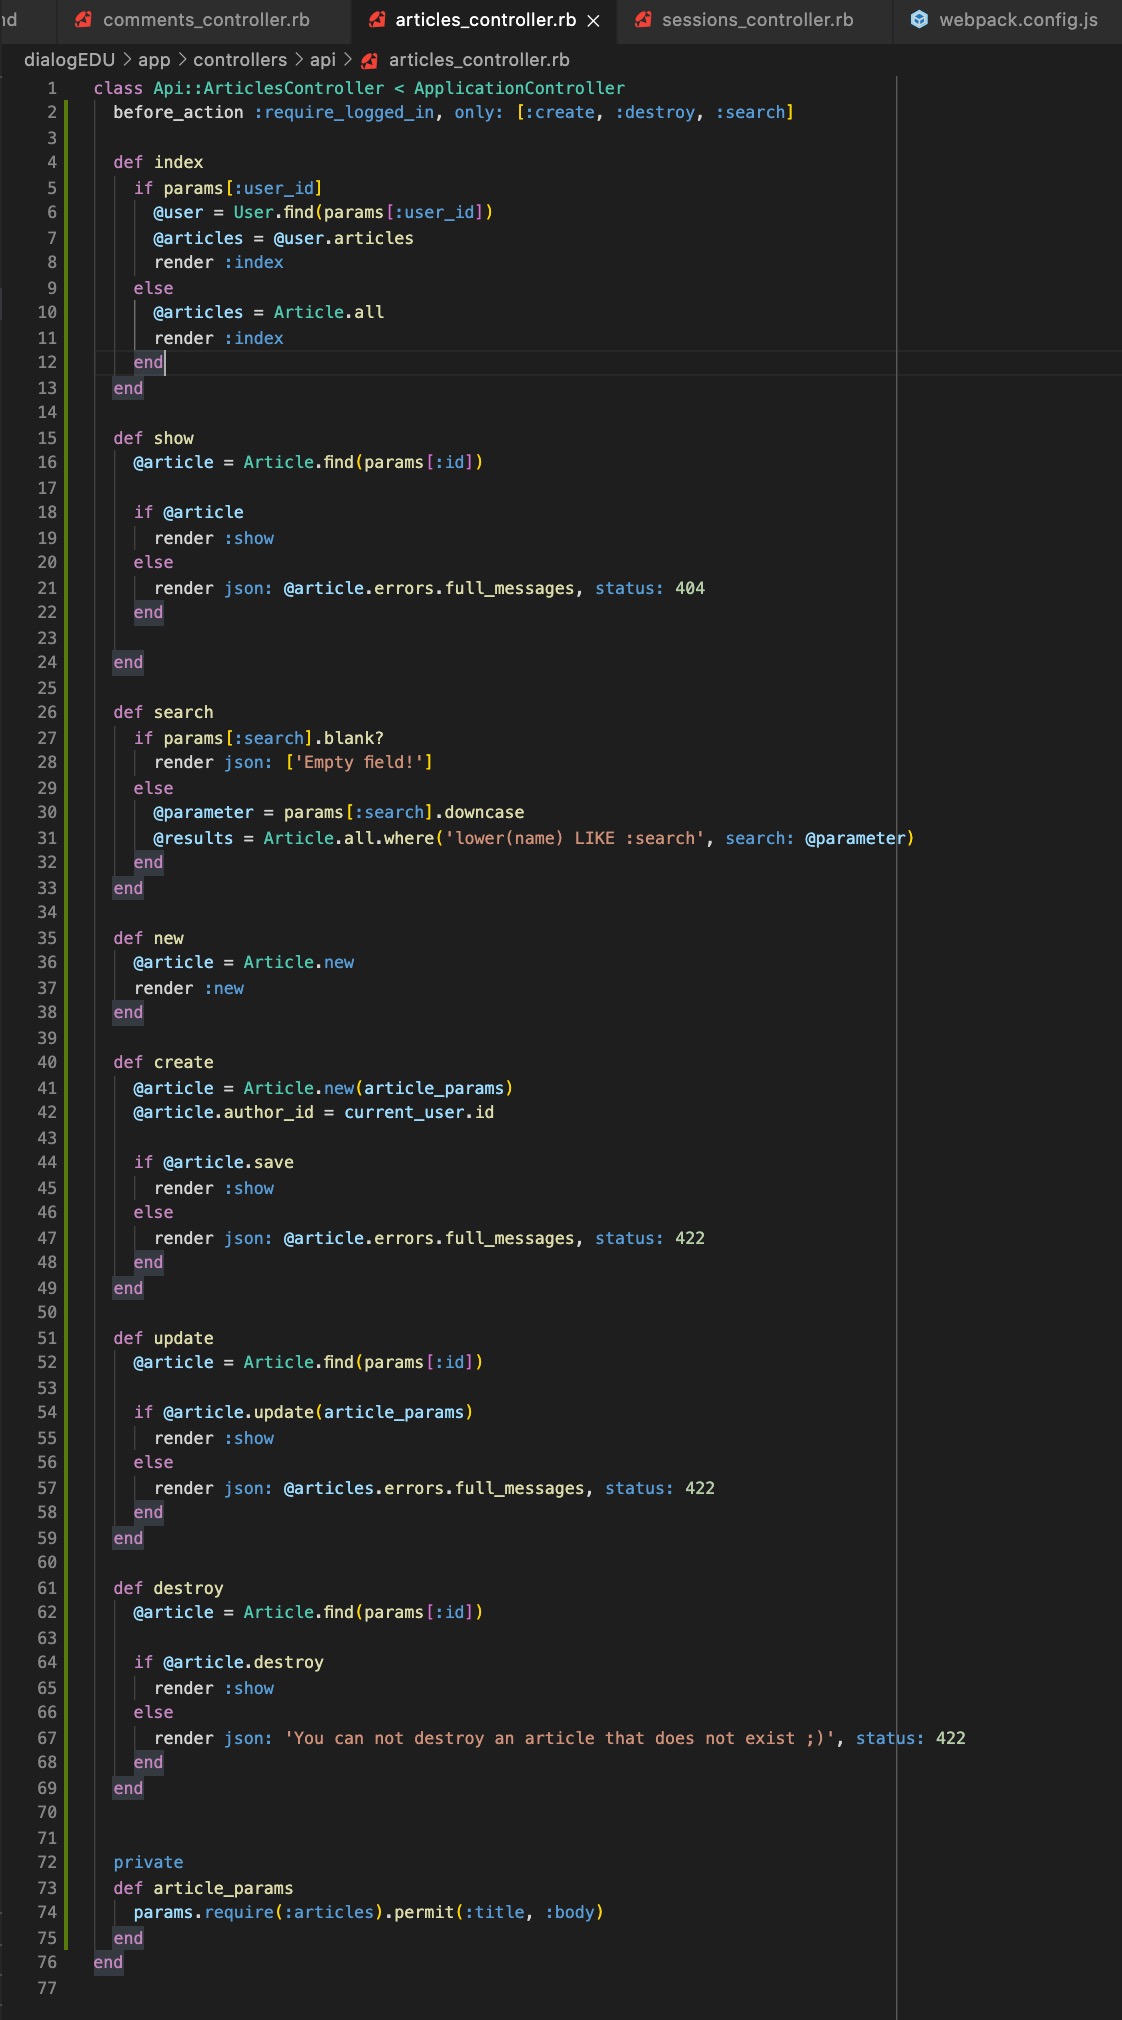 nd comments_controller.rb articles_controller.rb × sessions_controller.rb webpack.config.js
dialogEDU > app > controllers > api > articles_controller.rb
1 class Api::ArticlesController < ApplicationController
2   before_action :require_logged_in, only: [:create, :destroy, :search]
3
4   def index
5     if params[:user_id]
6       @user = User.find(params[:user_id])
7       @articles = @user.articles
8       render :index
9     else
10       @articles = Article.all
11       render :index
12     end
13   end
14
15   def show
16     @article = Article.find(params[:id])
17
18     if @article
19       render :show
20     else
21       render json: @article.errors.full_messages, status: 404
22     end
23
24   end
25
26   def search
27     if params[:search].blank?
28       render json: ['Empty field!']
29     else
30       @parameter = params[:search].downcase
31       @results = Article.all.where('lower(name) LIKE :search', search: @parameter)
32     end
33   end
34
35   def new
36     @article = Article.new
37     render :new
38   end
39
40   def create
41     @article = Article.new(article_params)
42     @article.author_id = current_user.id
43
44     if @article.save
45       render :show
46     else
47       render json: @article.errors.full_messages, status: 422
48     end
49   end
50
51   def update
52     @article = Article.find(params[:id])
53
54     if @article.update(article_params)
55       render :show
56     else
57       render json: @articles.errors.full_messages, status: 422
58     end
59   end
60
61   def destroy
62     @article = Article.find(params[:id])
63
64     if @article.destroy
65       render :show
66     else
67       render json: 'You can not destroy an article that does not exist ;)', status: 422
68     end
69   end
70
71
72   private
73   def article_params
74     params.require(:articles).permit(:title, :body)
75   end
76 end
77